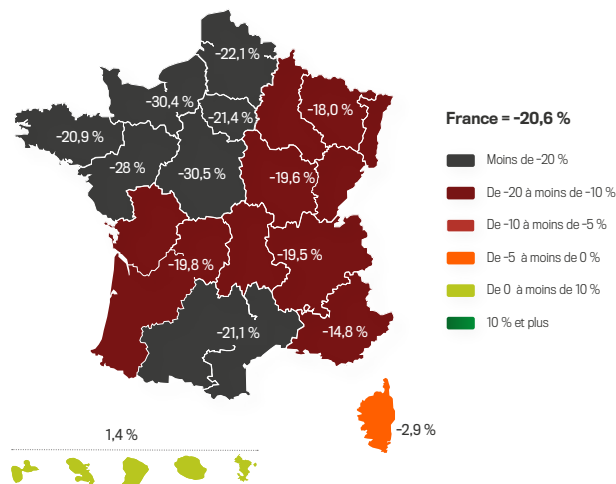 -22,1 %
-30,4 %
-21,4 %
-18,0 %
-20,9 %
-28 %
-30,5 %
-19,6 %
-19,8 %
-19,5 %
-21,1 %
-14,8 %
-2,9 %
1,4 %
France = -20,6 %
Moins de -20 %
De -20 à moins de -10 %
De -10 à moins de -5 %
De -5 à moins de 0 %
De 0 à moins de 10 %
10 % et plus